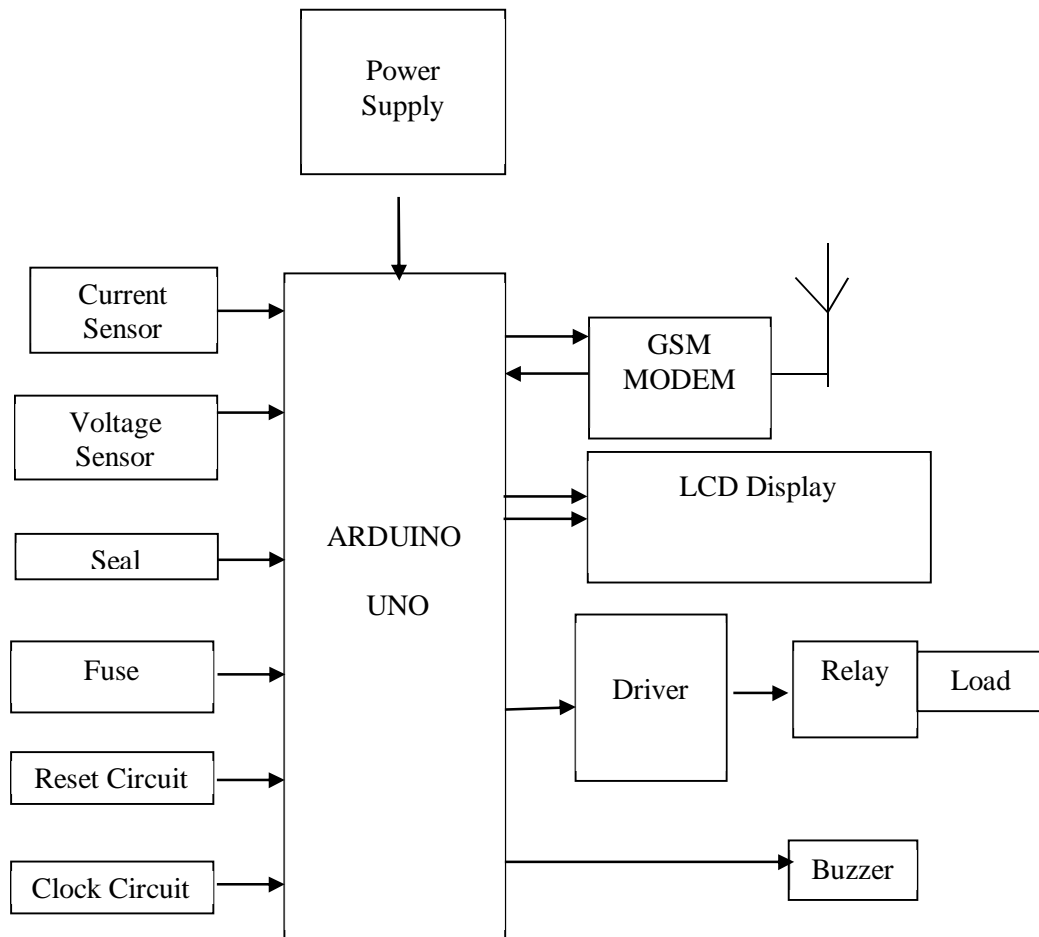 Power
Supply
Current
Sensor
GSM
MODEM
Voltage
Sensor
LCD Display
ARDUINO
UNO
Seal
Fuse
Driver
Relay
Load
Reset Circuit
Clock Circuit
Buzzer